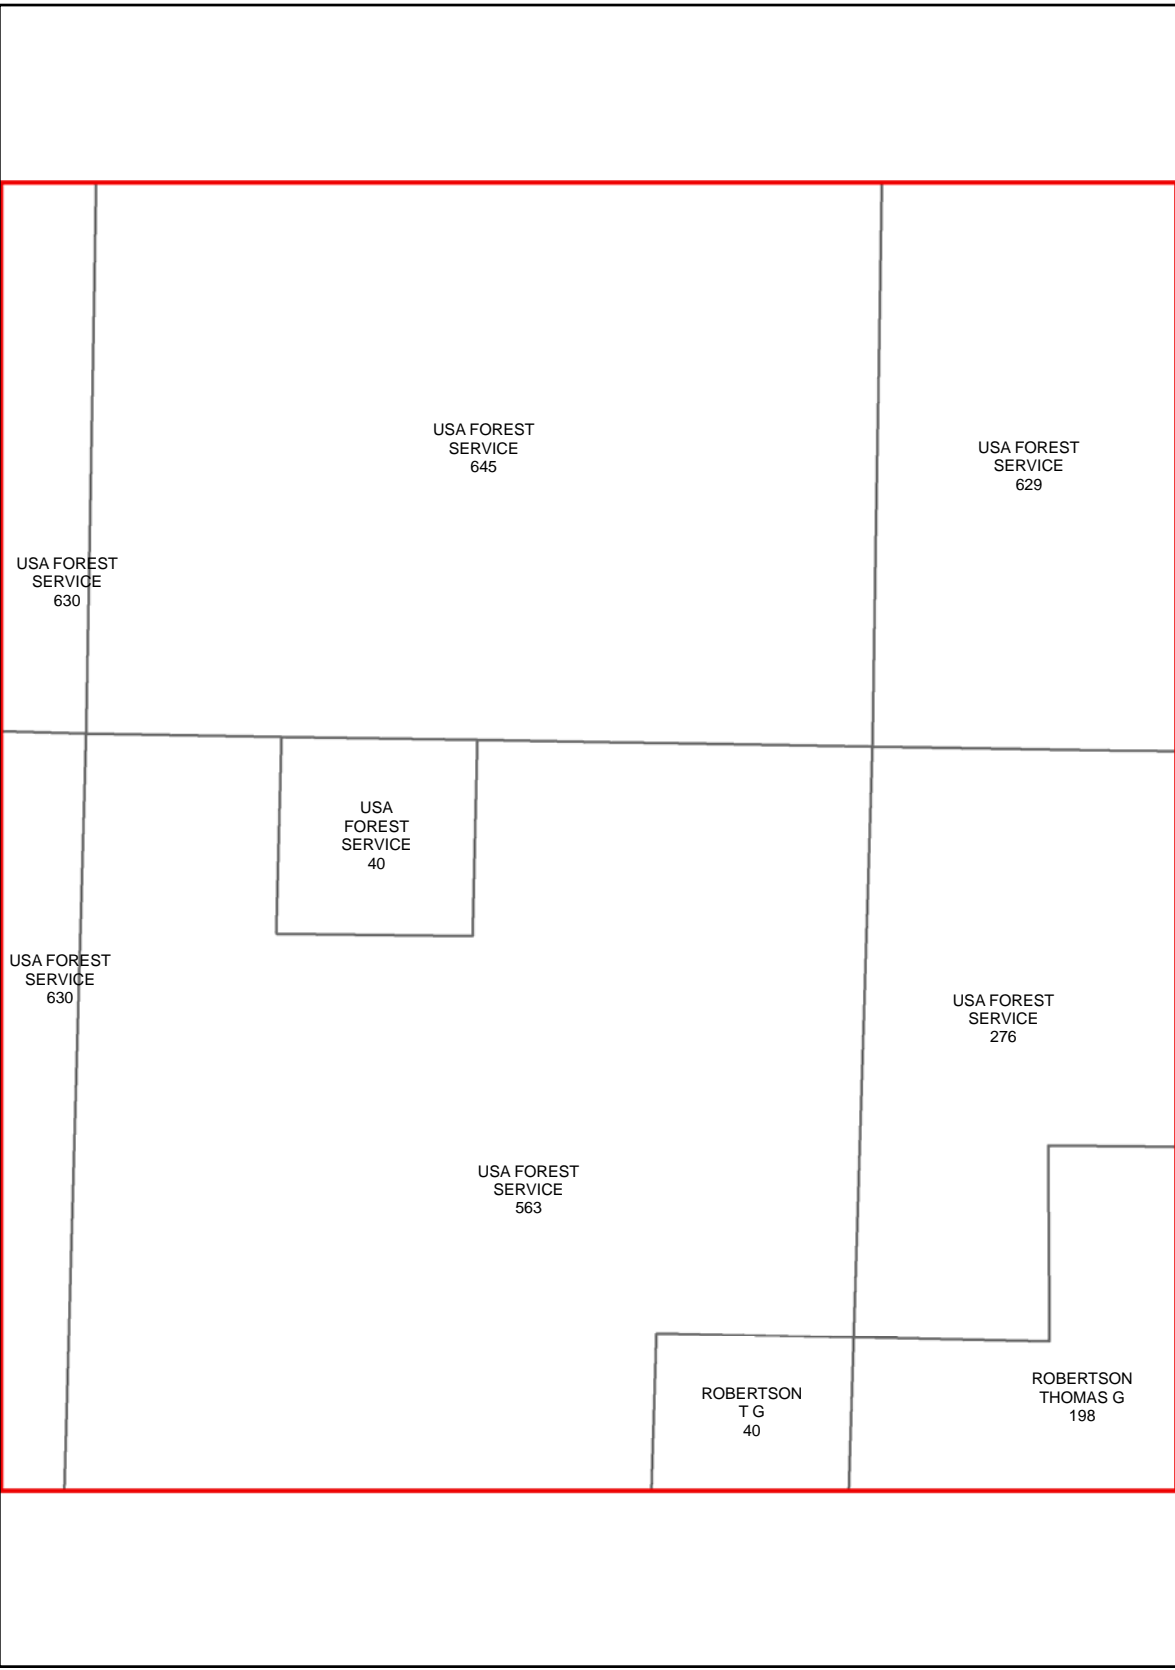 USA FOREST
SERVICE
645
USA FOREST
SERVICE
629
USA FOREST
SERVICE
630
USA
FOREST
SERVICE
40
USA FOREST
SERVICE
630
USA FOREST
SERVICE
276
USA FOREST
SERVICE
563
ROBERTSON
T G
40
ROBERTSON
THOMAS G
198